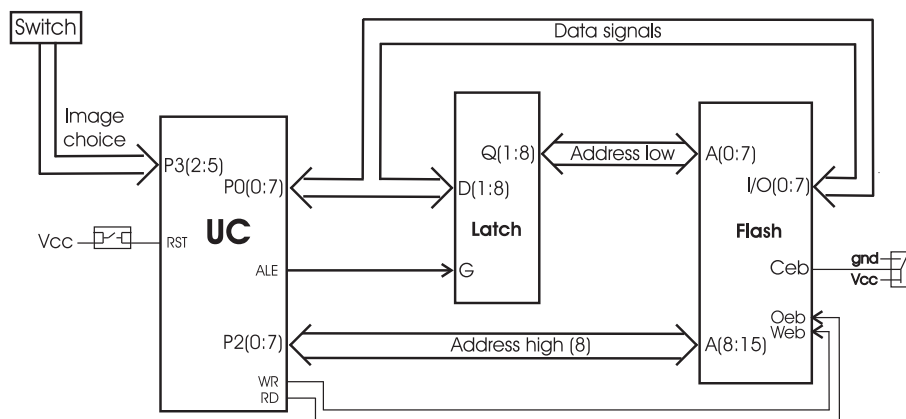 Switch
Data signals
Image
choice
P3(2:5)
P0(0:7)
UC
Vcc
RST
ALE
P2(0:7)
WR
RD
Q(1:8)
D(1:8)
Latch
G
Address low
Address high (8)
A(0:7)
I/O(0:7)
Flash
Ceb
gnd
Vcc
Oeb
Web
A(8:15)